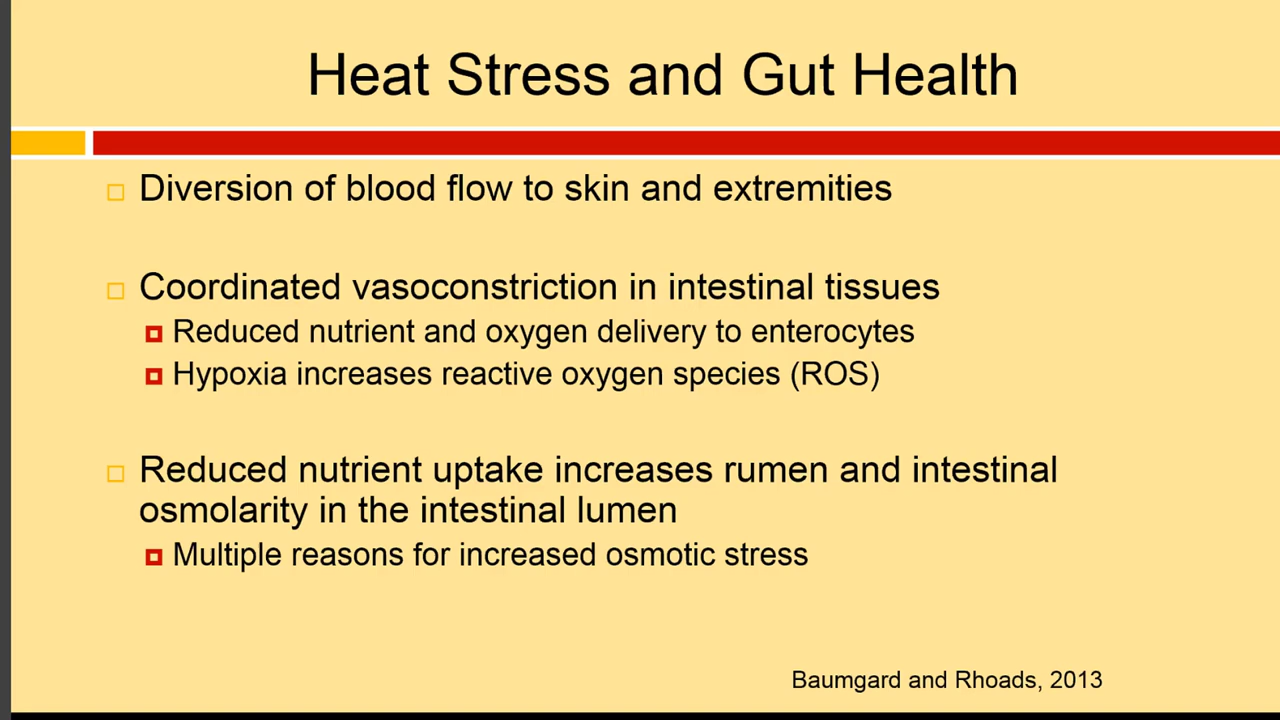 Heat Stress and Gut Health
Diversion of blood flow to skin and extremities
Coordinated vasoconstriction in intestinal tissues
Reduced nutrient and oxygen delivery to enterocytes
Hypoxia increases reactive oxygen species (ROS)
Reduced nutrient uptake increases rumen and intestinal
osmolarity in the intestinal lumen
Multiple reasons for increased osmotic stress
Baumgard and Rhoads, 2013